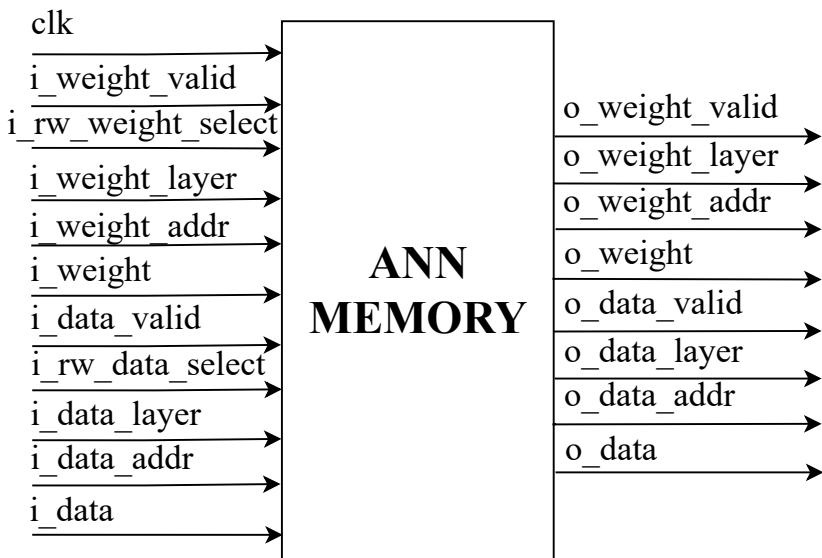 clk
i_weight_valid
i_rw_weight_select
i_weight_layer
i_weight_addr
i_weight
i_data_valid
i_rw_data_select
i_data_layer
i_data_addr
i_data
ANN
MEMORY
o_weight_valid
o_weight_layer
o_weight_addr
o_weight
o_data_valid
o_data_layer
o_data_addr
o_data